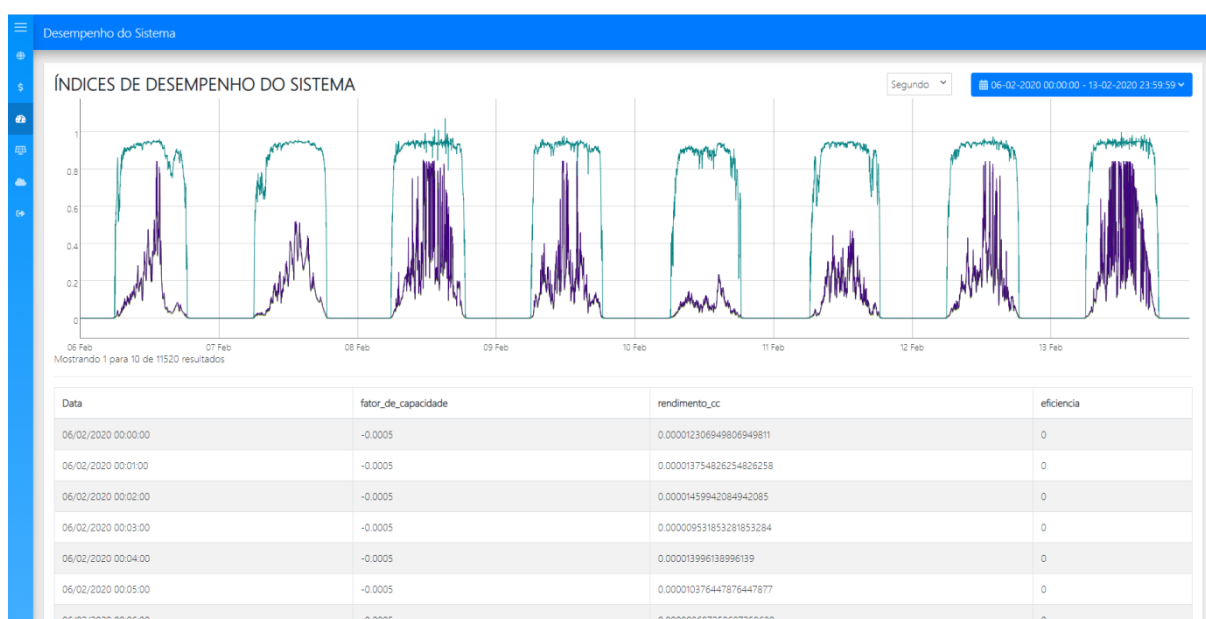 Desempenho do Sistema
ÍNDICES DE DESEMPENHO DO SISTEMA
Segundo
06-02-2020 00:00:00 - 13-02-2020 23:59:59
1
0.8
0.6
0.4
0.2
0
06 Feb 07 Feb 08 Feb 09 Feb 10 Feb 11 Feb 12 Feb 13 Feb
Mostrando 1 para 10 de 11520 resultados
Data fator_de_capacidade rendimento_cc eficiencia
06/02/2020 00:00:00 -0.0005 0.000012306949806949811 0
06/02/2020 00:01:00 -0.0005 0.000013754826254826258 0
06/02/2020 00:02:00 -0.0005 0.00001459942084942085 0
06/02/2020 00:03:00 -0.0005 0.000009531853281853284 0
06/02/2020 00:04:00 -0.0005 0.000013996138996139 0
06/02/2020 00:05:00 -0.0005 0.000010376447876447877 0